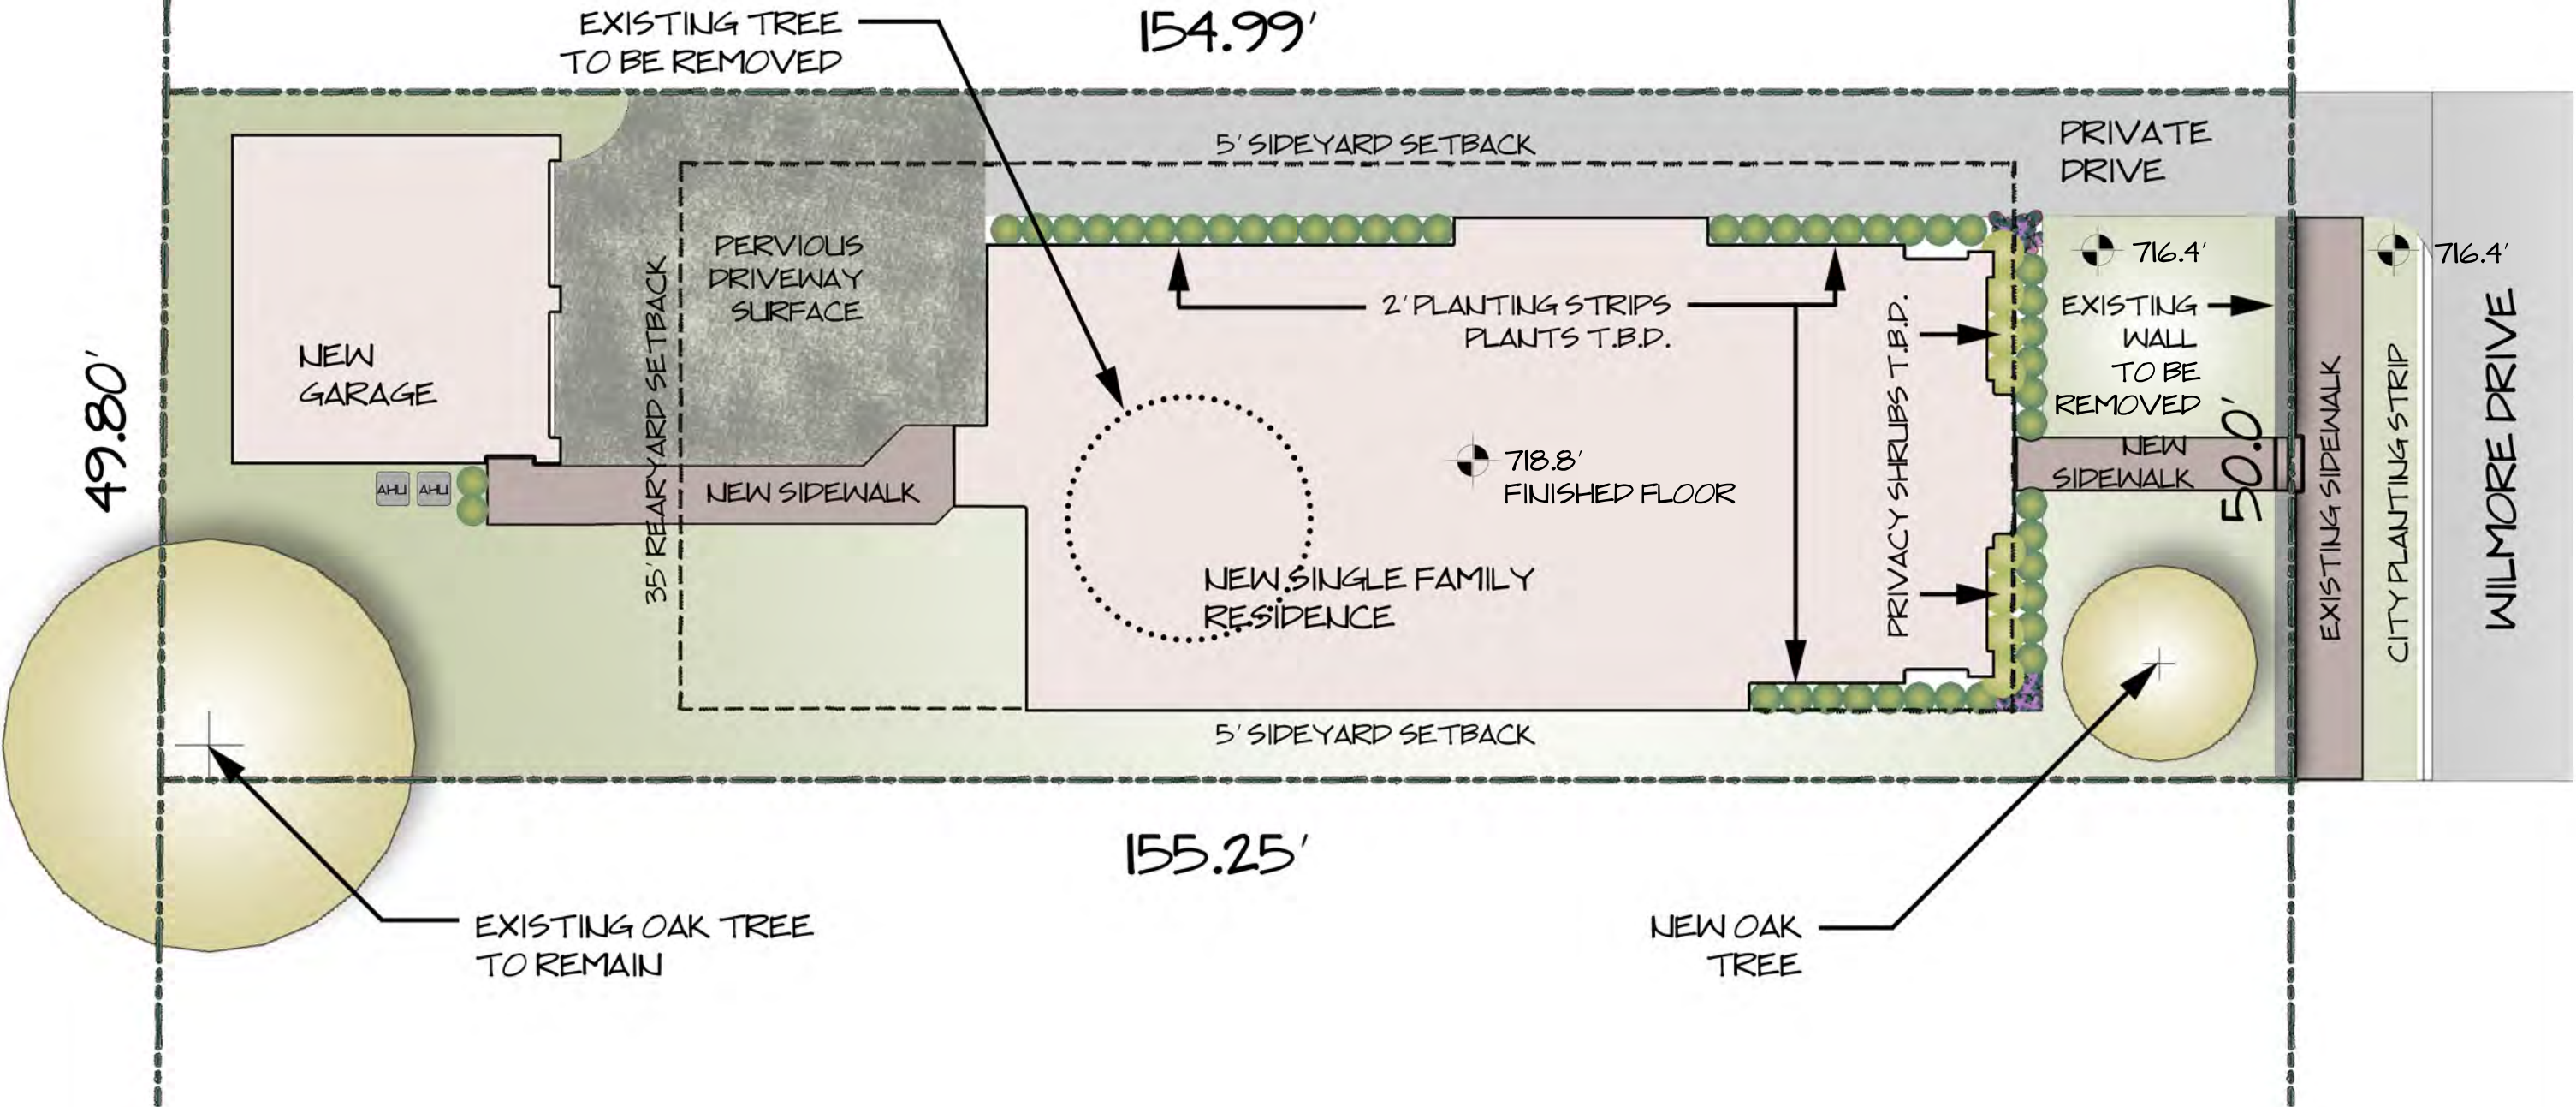 EXISTING TREE
TO BE REMOVED
154.99'
5' SIDEYARD SETBACK
PRIVATE
DRIVE
PERVIOUS
DRIVEWAY
SURFACE
35' REARYARD SETBACK
NEW
GARAGE
49.80'
AHU
AHU
NEW SIDEWALK
2' PLANTING STRIPS
PLANTS T.B.D.
718.8'
FINISHED FLOOR
NEW SINGLE FAMILY
RESIDENCE
PRIVACY SHRUBS T.B.D.
716.4'
716.4'
EXISTING
WALL
TO BE
REMOVED
NEW
SIDEWALK
50.0'
EXISTING SIDEWALK
CITY PLANTING STRIP
WILMORE DRIVE
5' SIDEYARD SETBACK
155.25'
EXISTING OAK TREE
TO REMAIN
NEW OAK
TREE